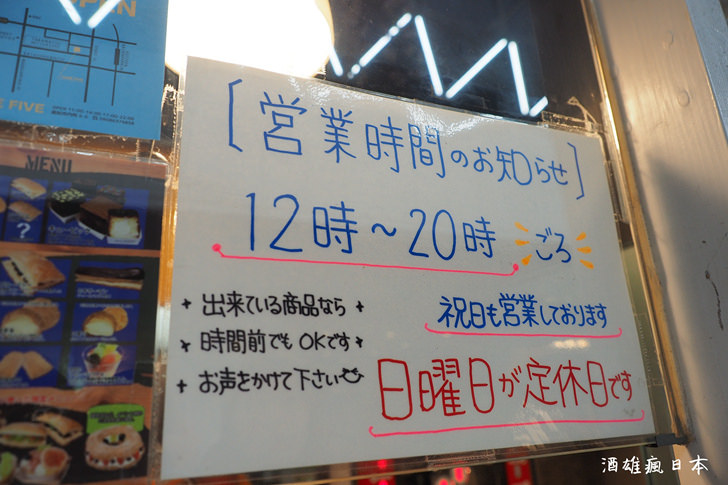 OPEN
E FIVE
MENU
?
[営業時間のお知らせ]
12時～20時 ごろ
出来ている商品なら
時間前でもOKです
お声をかけて下さい
祝日も営業しております
日曜日が定休日です
酒雄瘋日本